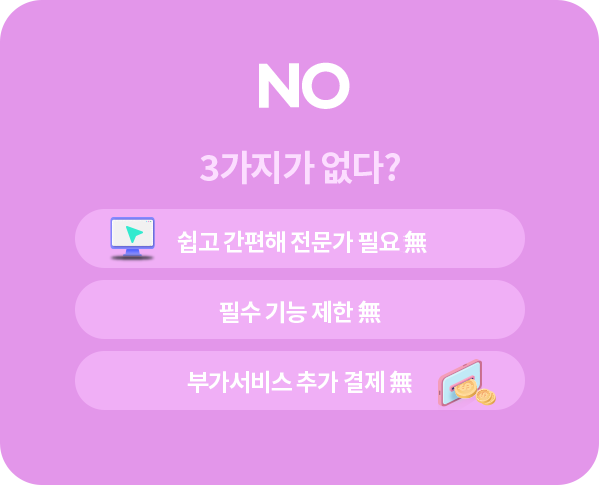 NO
3가지가 없다?
쉽고 간편해 전문가 필요 無
필수 기능 제한 無
부가서비스 추가 결제 無